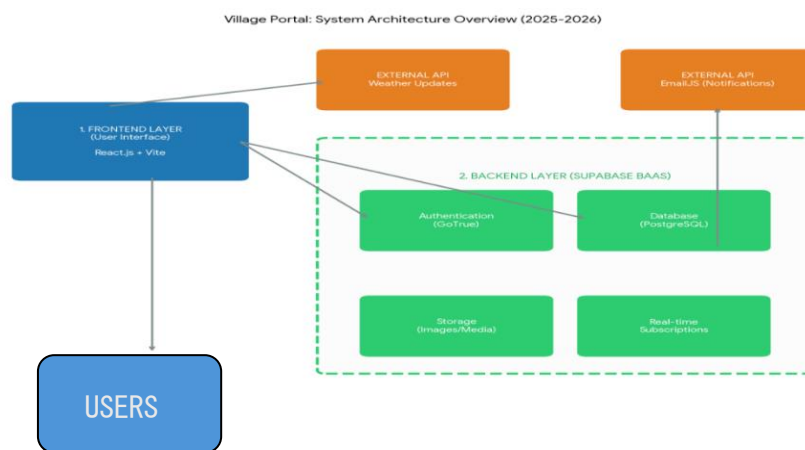 Village Portal: System Architecture Overview (2025-2026)
EXTERNAL API
Weather Updates
EXTERNAL API
EmailJS (Notifications)
1. FRONTEND LAYER
(User Interface)
React.js + Vite
2. BACKEND LAYER (SUPABASE BAAS)
Authentication
(GoTrue)
Database
(PostgreSQL)
Storage
(Images/Media)
Real-time
Subscriptions
USERS